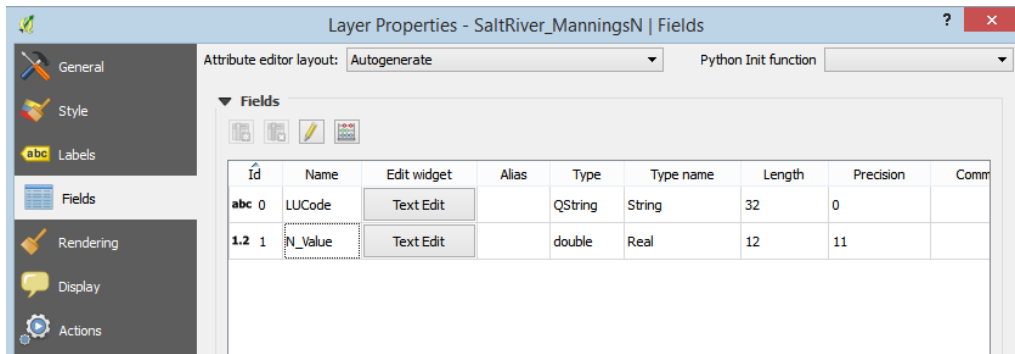 Layer Properties - SaltRiver_ManningsN | Fields
? ×
General
Style
abc Labels
Fields
Rendering
Display
Actions
Attribute editor layout: Autogenerate Python Init function
Fields
Id Name Edit widget Alias Type Type name Length Precision Comm
abc 0 LUCode Text Edit QString String 32 0
1.2 1 N_Value Text Edit double Real 12 11